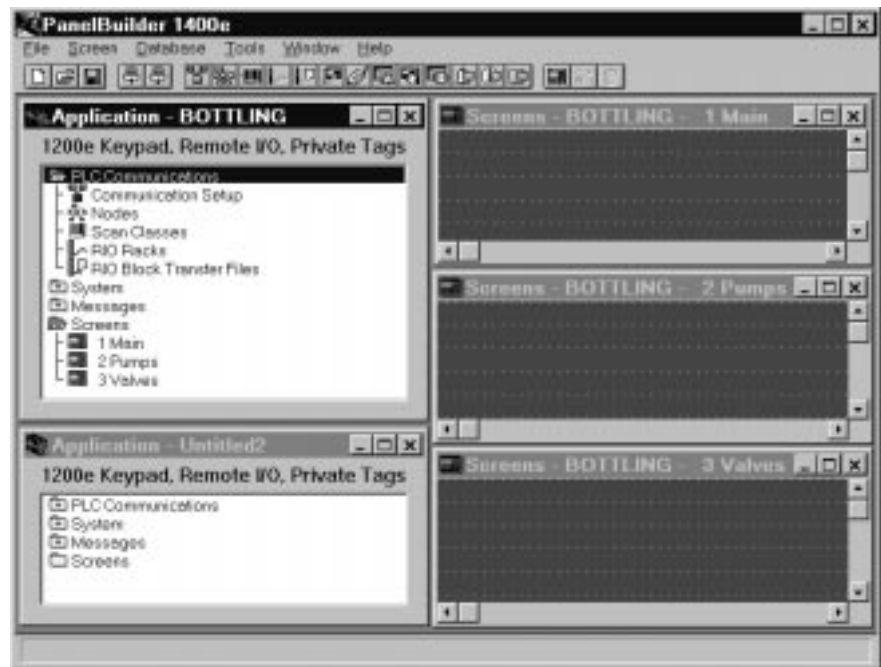 PanelBuilder 1400e
File Screen Database Tools Window Help
Application - BOTTLING
1200e Keypad, Remote I/O, Private Tags
PLC Communications
Communication Setup
Nodes
Scan Classes
RIO Racks
RIO Block Transfer Files
System
Messages
Screens
1 Main
2 Pumps
3 Valves
Application - Untitled2
1200e Keypad, Remote I/O, Private Tags
PLC Communications
System
Messages
Screens
Screens - BOTTLING - 1 Main
Screens - BOTTLING - 2 Pumps
Screens - BOTTLING - 3 Valves